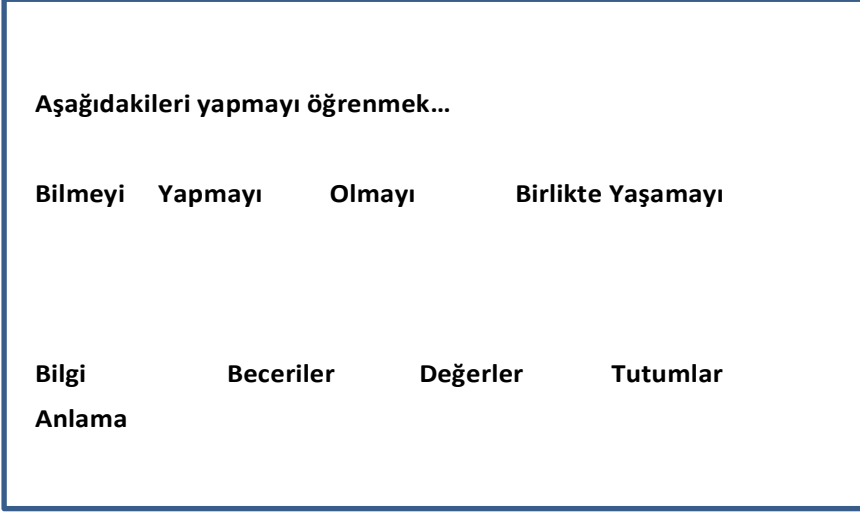 Aşağıdakileri yapmayı öğrenmek…
Bilmeyi Yapmayı Olmayı Birlikte Yaşamayı
Bilgi Beceriler Değerler Tutumlar
Anlama